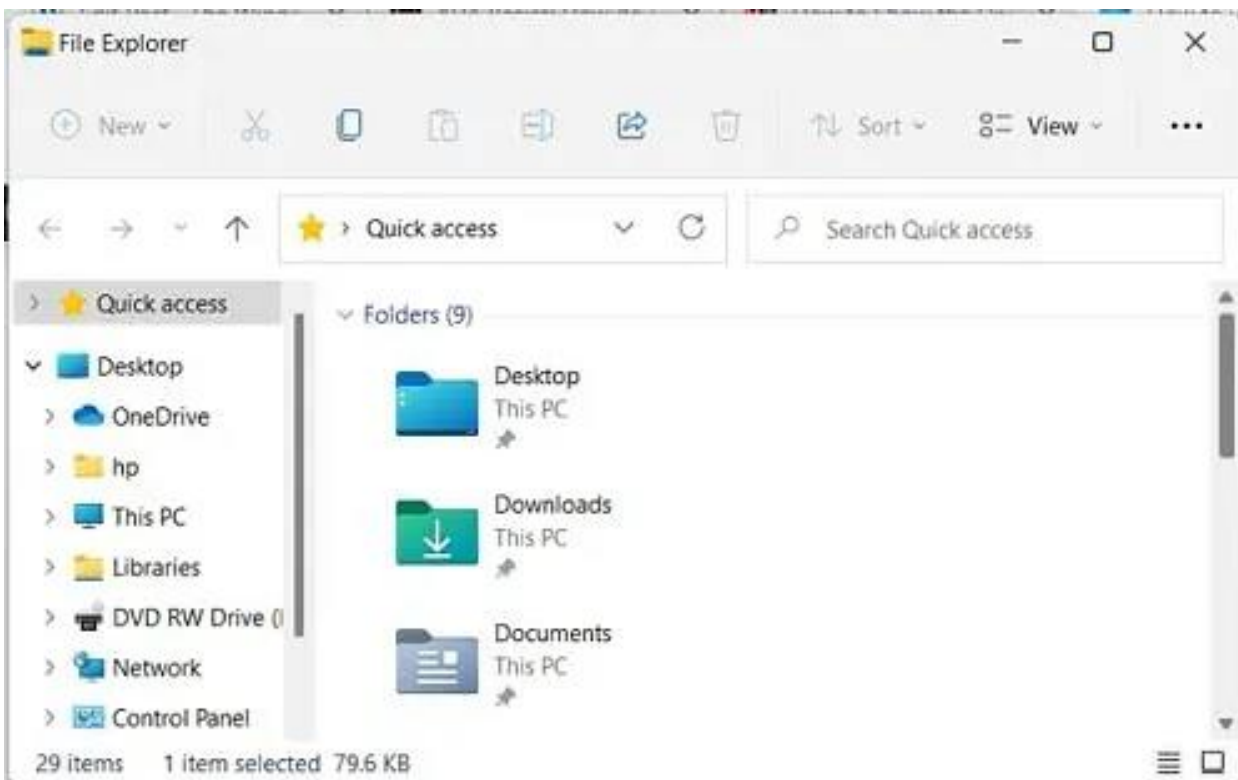 File Explorer
New Sort View
Quick access Search Quick access
Quick access
Desktop
OneDrive
hp
This PC
Libraries
DVD RW Drive (
Network
Control Panel
Folders (9)
Desktop
This PC
Downloads
This PC
Documents
This PC
29 items 1 item selected 79.6 KB